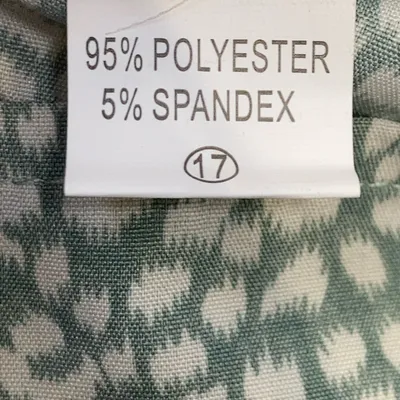 95% POLYESTER
5% SPANDEX
17